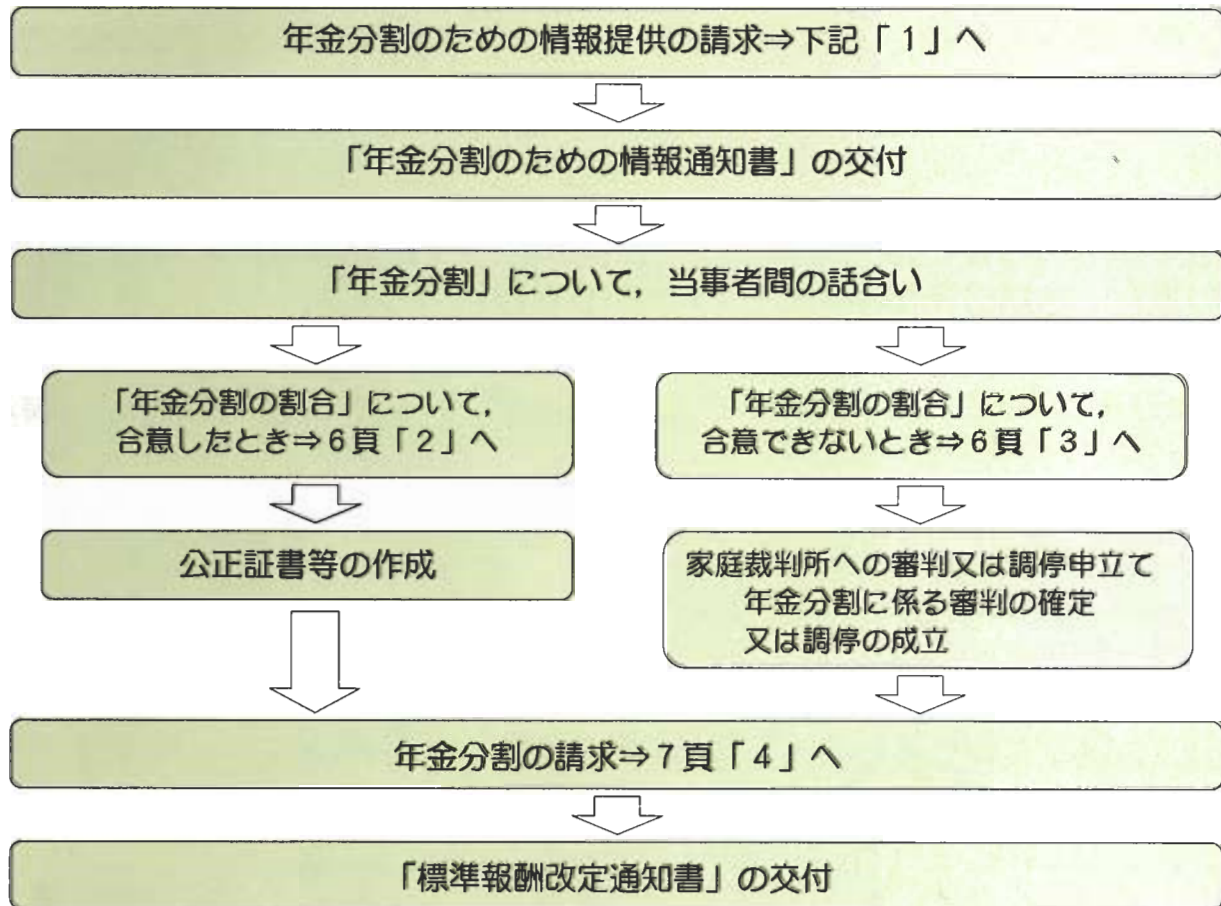 年金分割のための情報提供の請求⇒下記「1」へ
「年金分割のための情報通知書」の交付
「年金分割」について，当事者間の話合い
「年金分割の割合」について，
合意したとき⇒6頁「2」へ
「年金分割の割合」について，
合意できないとき⇒6頁「3」へ
公正証書等の作成
家庭裁判所への審判又は調停申立て
年金分割に係る審判の確定
又は調停の成立
年金分割の請求⇒7頁「4」へ
「標準報酬改定通知書」の交付